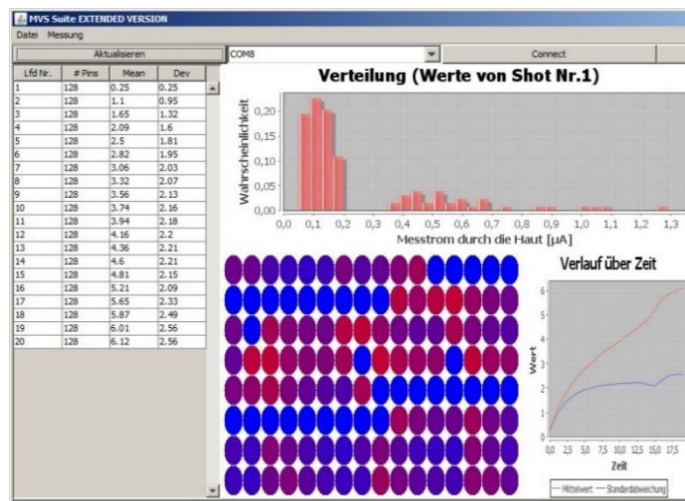 MVS Suite EXTENDED VERSION
Datei Messung
Aktualisieren
COM8
Connect
Lfd Nr. # Pins Mean Dev
1 128 0.25 0.25
2 128 1.1 0.95
3 128 1.65 1.32
4 128 2.09 1.6
5 128 2.5 1.81
6 128 2.82 1.95
7 128 3.06 2.03
8 128 3.32 2.07
9 128 3.56 2.13
10 128 3.74 2.16
11 128 3.94 2.18
12 128 4.16 2.2
13 128 4.36 2.21
14 128 4.6 2.21
15 128 4.81 2.15
16 128 5.21 2.09
17 128 5.65 2.33
18 128 5.87 2.49
19 128 6.01 2.56
20 128 6.12 2.56
Verteilung (Werte von Shot Nr.1)
Wahrscheinlichkeit
0,20
0,15
0,10
0,05
0,00
0,0 0,1 0,2 0,3 0,4 0,5 0,6 0,7 0,8 0,9 1,0 1,1 1,2 1,3
Messtrom durch die Haut [µA]
Verlauf über Zeit
Wert
6
5
4
3
2
1
0
0,0 2,5 5,0 7,5 10,0 12,5 15,0 17,5
Zeit
Mittelwert Standardabweichung